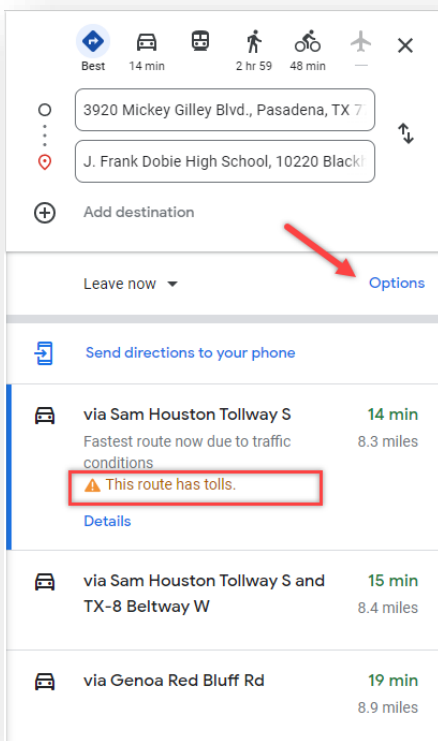 Best 14 min 2 hr 59 48 min —
3920 Mickey Gilley Blvd., Pasadena, TX 7
J. Frank Dobie High School, 10220 Blackh
Add destination
Leave now Options
Send directions to your phone
via Sam Houston Tollway S 14 min
Fastest route now due to traffic 8.3 miles
conditions
This route has tolls.
Details
via Sam Houston Tollway S and 15 min
TX-8 Beltway W 8.4 miles
via Genoa Red Bluff Rd 19 min
8.9 miles